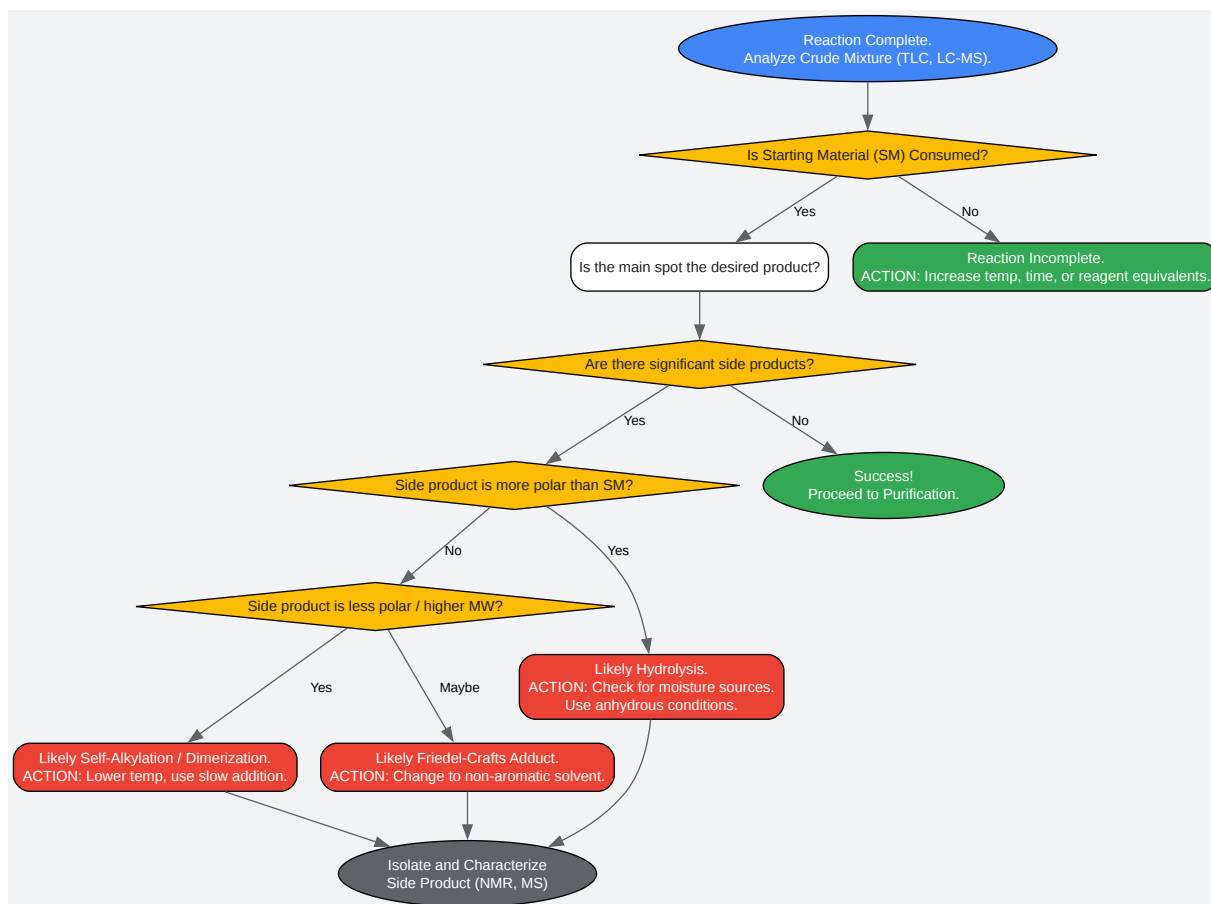 Reaction Complete.
Analyze Crude Mixture (TLC, LC-MS).
Is Starting Material (SM) Consumed?
Yes
No
Is the main spot the desired product?
Reaction Incomplete.
ACTION: Increase temp, time, or reagent equivalents.
Are there significant side products?
Yes
No
Side product is more polar than SM?
Success!
Proceed to Purification.
No
Yes
Side product is less polar / higher MW?
Yes
Maybe
Likely Hydrolysis.
ACTION: Check for moisture sources.
Use anhydrous conditions.
Likely Self-Alkylation / Dimerization.
ACTION: Lower temp, use slow addition.
Likely Friedel-Crafts Adduct.
ACTION: Change to non-aromatic solvent.
Isolate and Characterize
Side Product (NMR, MS)